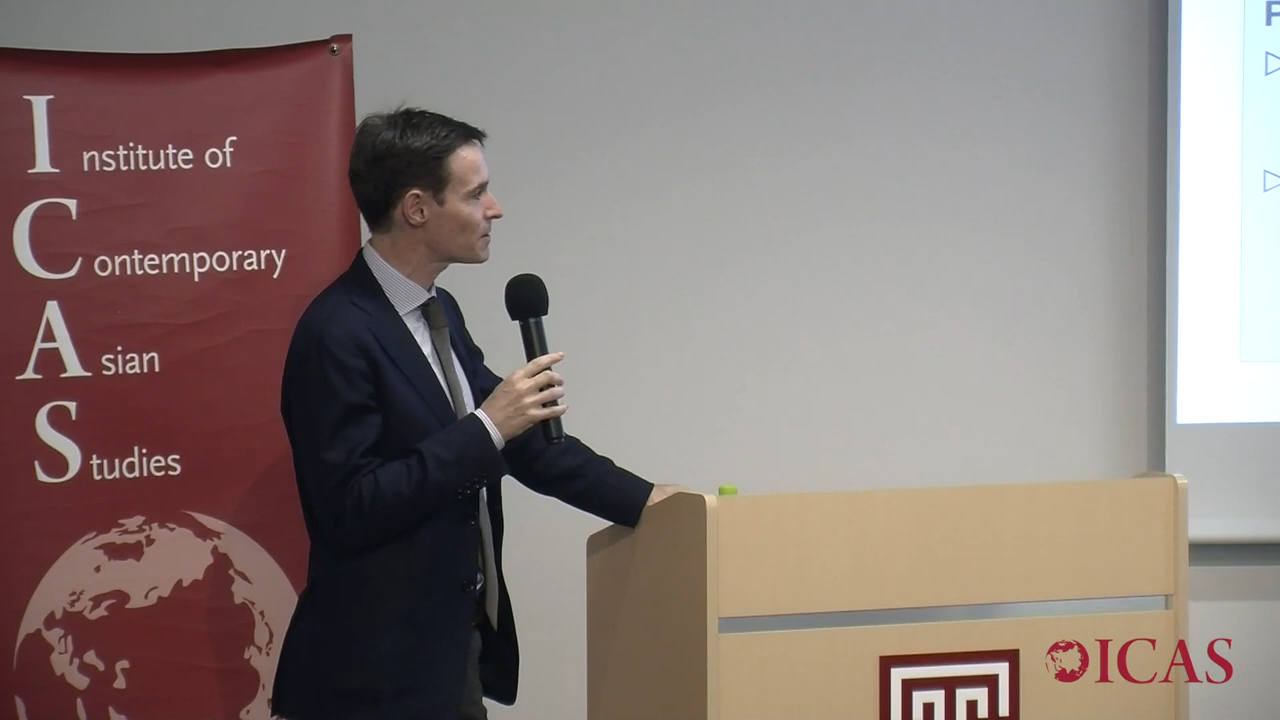 Institute of
Contemporary
Asian
Studies
P
ICAS